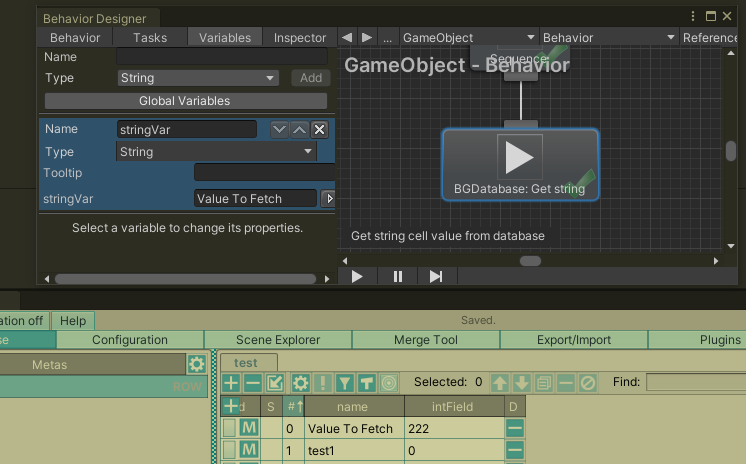 Behavior Designer
Behavior Tasks Variables Inspector
... GameObject Behavior Reference
Name
Type String Add
Global Variables
Name stringVar
Type String
Tooltip
stringVar Value To Fetch
Select a variable to change its properties.
Sequence
GameObject - Behavior
BGDatabase: Get string
Get string cell value from database
ation off Help Saved.
se Configuration Scene Explorer Merge Tool Export/Import Plugins
Metas
ROW
test
Selected: 0 Find:
d S # name intField D
M 0 Value To Fetch 222
M 1 test1 0